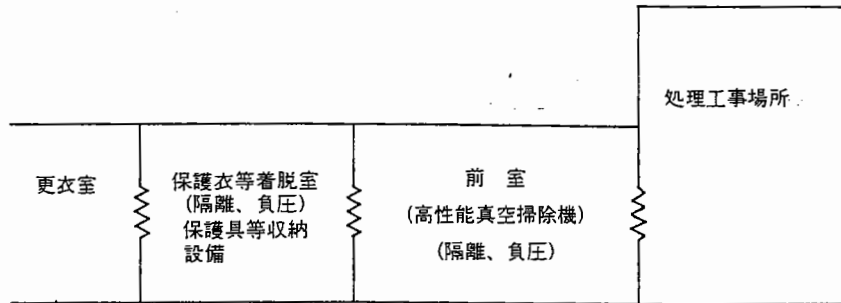 処理工事場所
更衣室
保護衣等着脱室
(隔離、負圧)
保護具等収納
設備
前 室
(高性能真空掃除機)
(隔離、負圧)